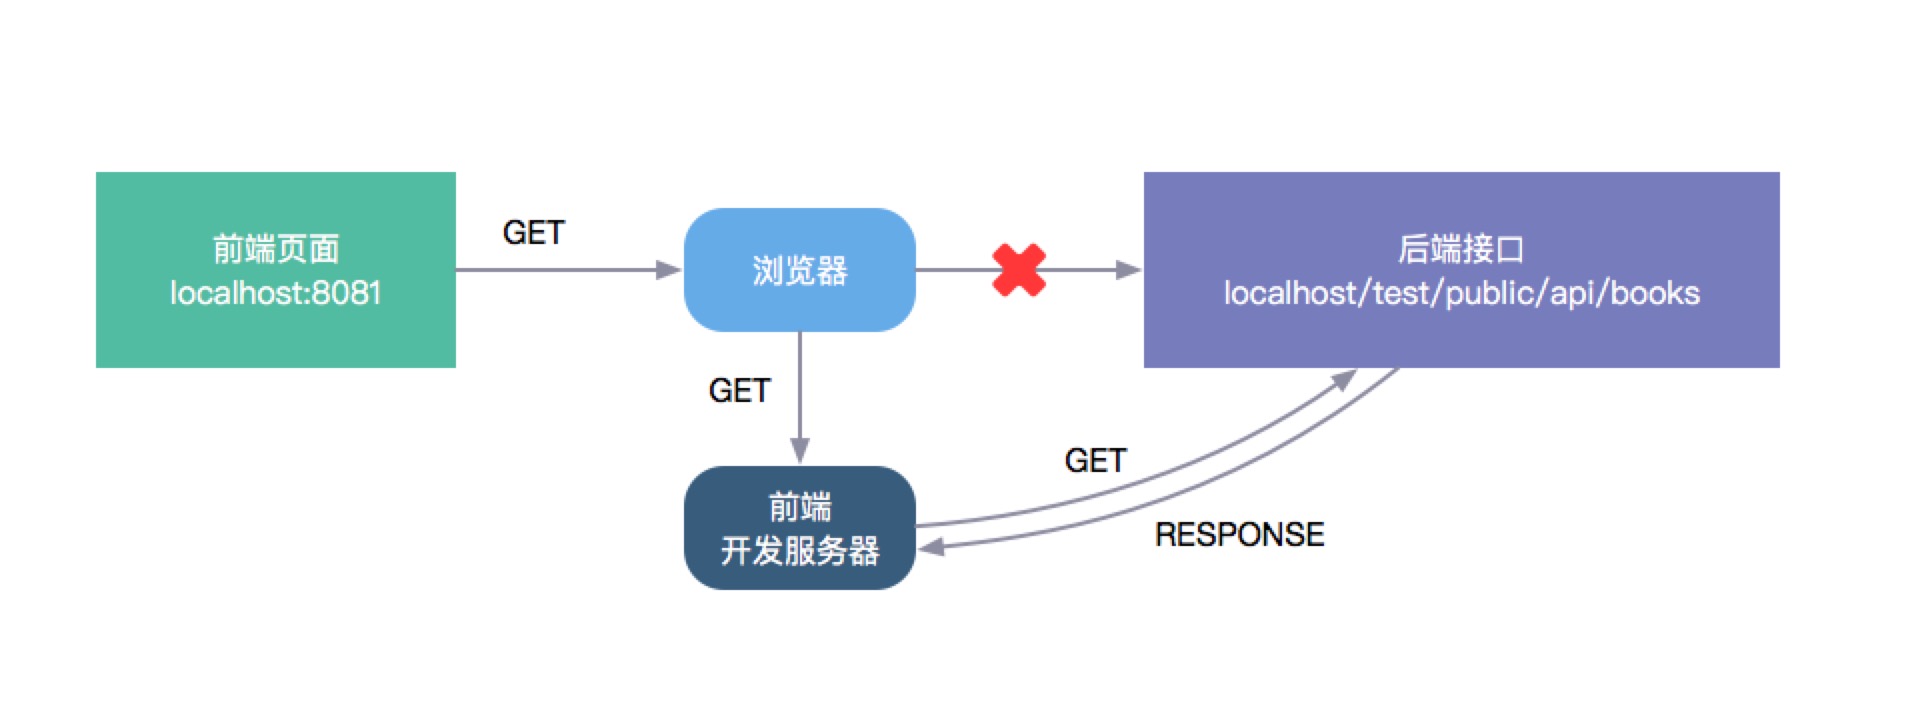 前端页面
localhost:8081
GET
浏览器
后端接口
localhost/test/public/api/books
GET
前端
开发服务器
GET
RESPONSE